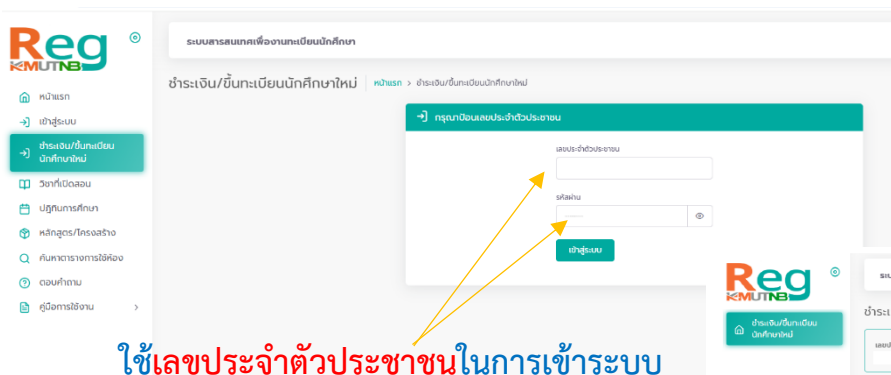 Reg
KMUTNB
ระบบสารสนเทศเพื่องานทะเบียนนักศึกษา
ชำระเงิน/ขึ้นทะเบียนนักศึกษาใหม่
หน้าแรก > ชำระเงิน/ขึ้นทะเบียนนักศึกษาใหม่
หน้าแรก
เข้าสู่ระบบ
ชำระเงิน/ขึ้นทะเบียน
นักศึกษาใหม่
วิชาที่เปิดสอน
ปฏิทินการศึกษา
หลักสูตร/โครงสร้าง
ค้นหาตารางการใช้ห้อง
ตอบคำถาม
คู่มือการใช้งาน
กรุณาป้อนเลขประจำตัวประชาชน
เลขประจำตัวประชาชน
รหัสผ่าน
เข้าสู่ระบบ
Reg
KMUTNB
ชำระเงิน/ขึ้นทะเบียน
นักศึกษาใหม่
ใช้เลขประจำตัวประชาชนในการเข้าระบบ